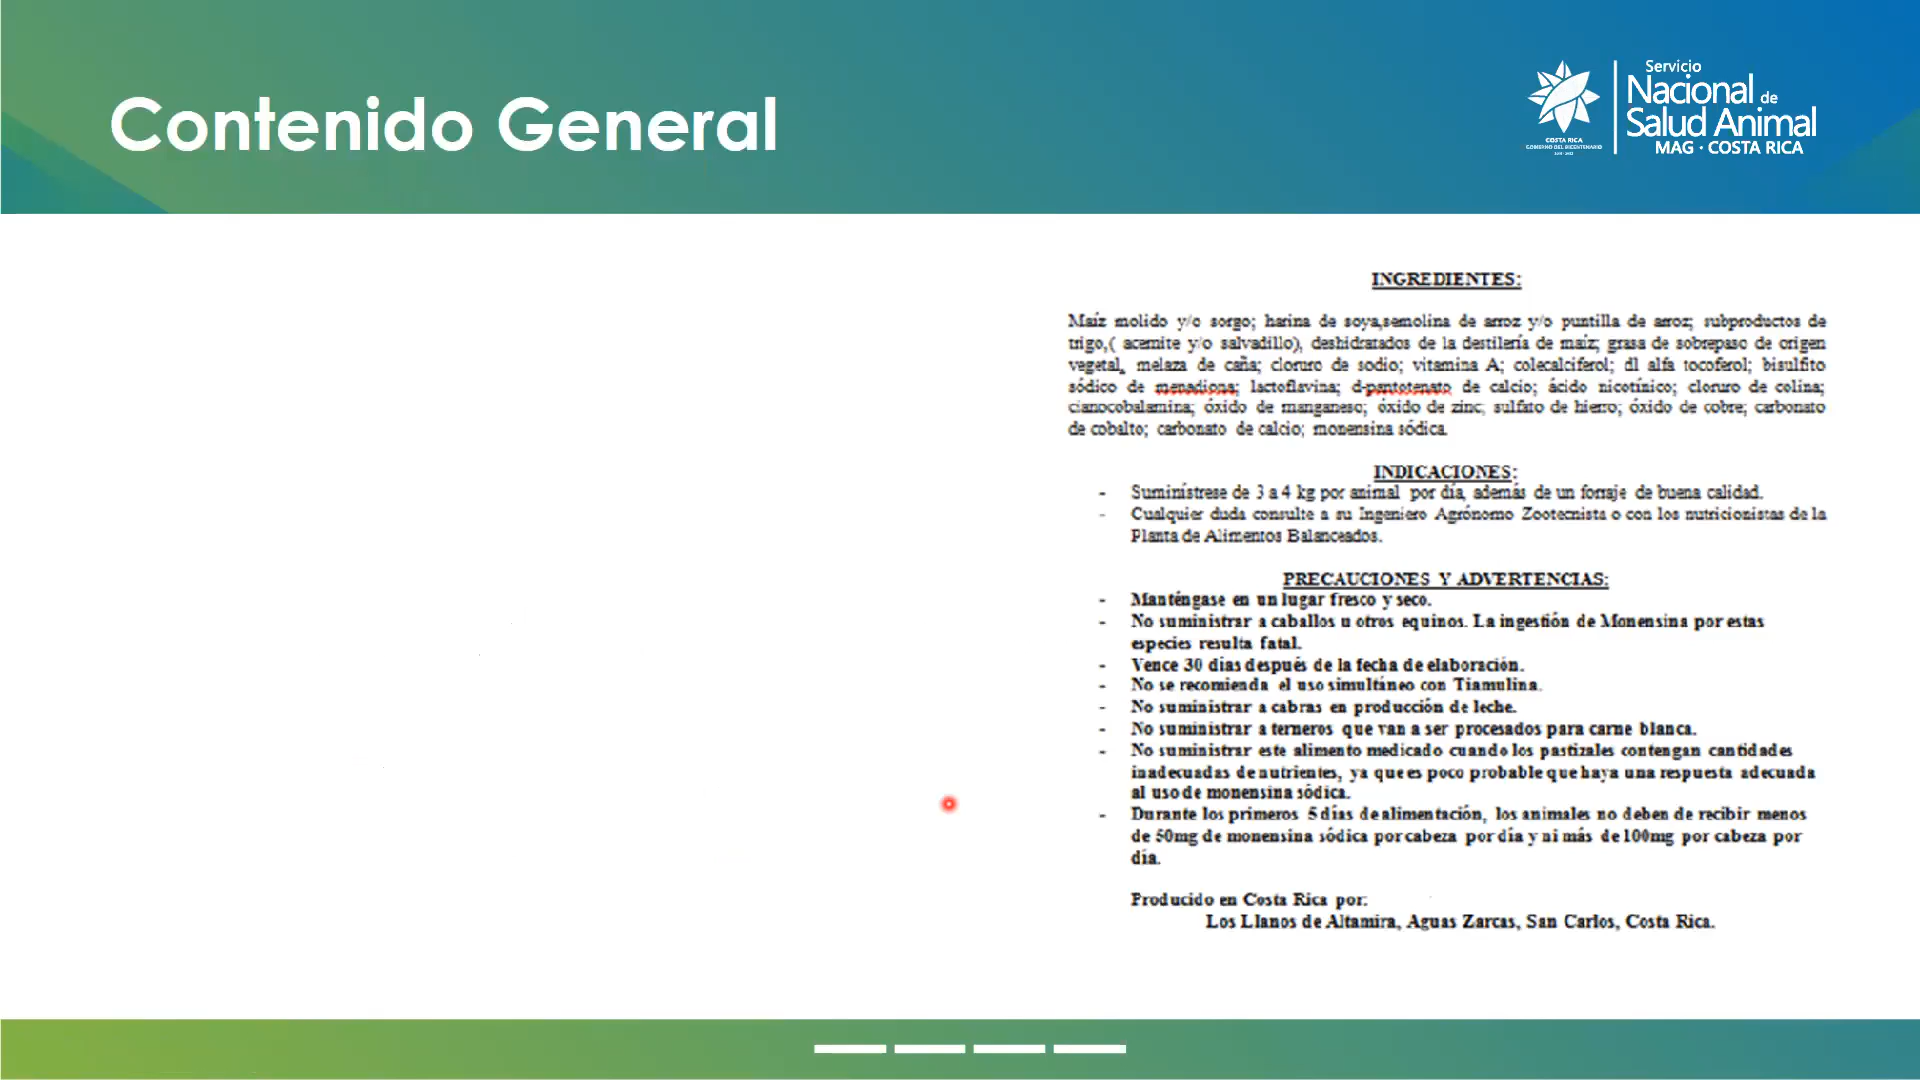 Contenido General
Servicio
Nacional de
Salud Animal
MAG · COSTA RICA
COSTA RICA
GOBIERNO DEL BICENTENARIO
INGREDIENTES:
Maíz molido y/o sorgo; harina de soya,semolina de arroz y/o puntilla de arroz; subproductos de
trigo,( acemite y/o salvadillo), deshidratados de la destilería de maíz; grasa de sobrepaso de origen
vegetal, melaza de caña; cloruro de sodio; vitamina A; colecalciferol; dl alfa tocoferol; bisulfito
sódico de menadiona; lactoflavina; d-pantotenato de calcio; ácido nicotínico; cloruro de colina;
cianocobalamina; óxido de manganeso; óxido de zinc; sulfato de hierro; óxido de cobre; carbonato
de cobalto; carbonato de calcio; monensina sódica.
INDICACIONES:
- Suminístrese de 3 a 4 kg por animal por día, además de un forraje de buena calidad.
- Cualquier duda consulte a su Ingeniero Agrónomo Zootecnista o con los nutricionistas de la
Planta de Alimentos Balanceados.
PRECAUCIONES Y ADVERTENCIAS:
- Manténgase en un lugar fresco y seco.
- No suministrar a caballos u otros equinos. La ingestión de Monensina por estas
especies resulta fatal.
- Vence 30 días después de la fecha de elaboración.
- No se recomienda el uso simultáneo con Tiamulina.
- No suministrar a cabras en producción de leche.
- No suministrar a terneros que van a ser procesados para carne blanca.
- No suministrar este alimento medicado cuando los pastizales contengan cantidades
inadecuadas de nutrientes, ya que es poco probable que haya una respuesta adecuada
al uso de monensina sódica.
- Durante los primeros 5 días de alimentación, los animales no deben de recibir menos
de 50mg de monensina sódica por cabeza por día y ni más de 100mg por cabeza por
día.
Producido en Costa Rica por:
Los Llanos de Altamira, Aguas Zarcas, San Carlos, Costa Rica.